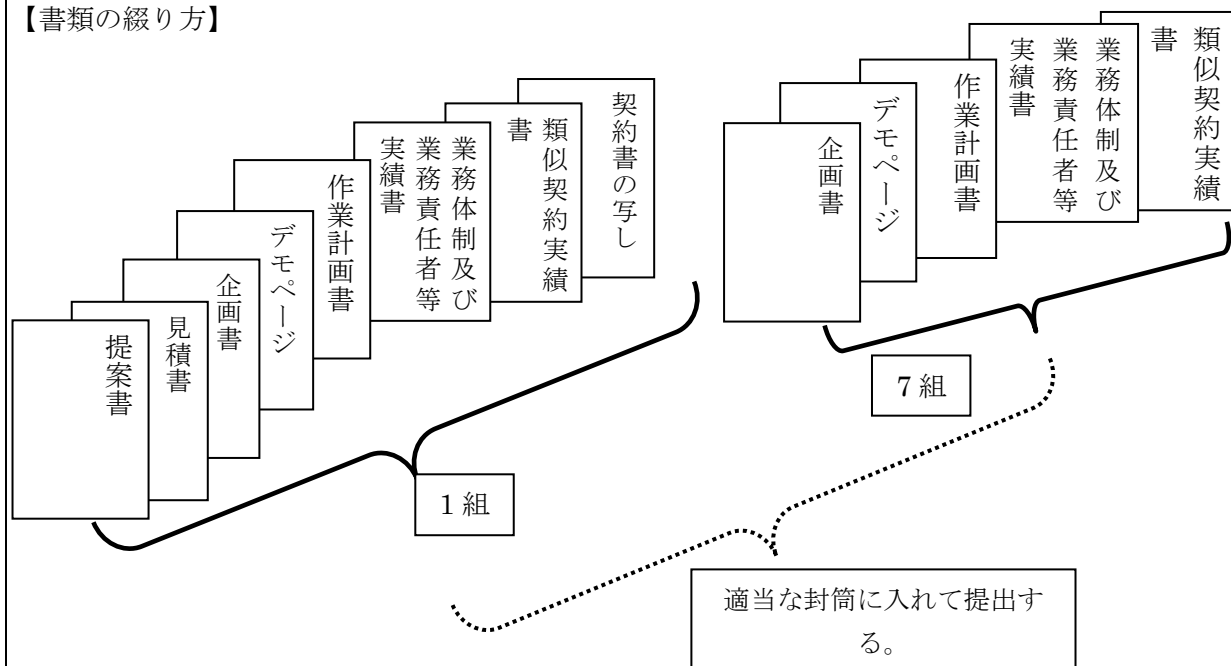 【書類の綴り方】
提案書
見積書
企画書
デモページ
作業計画書
業務体制及び
業務責任者等
実績書
類似契約実績
書
契約書の写し
1 組
企画書
デモページ
作業計画書
業務体制及び
業務責任者等
実績書
類似契約実績
書
7 組
適当な封筒に入れて提出す
る。